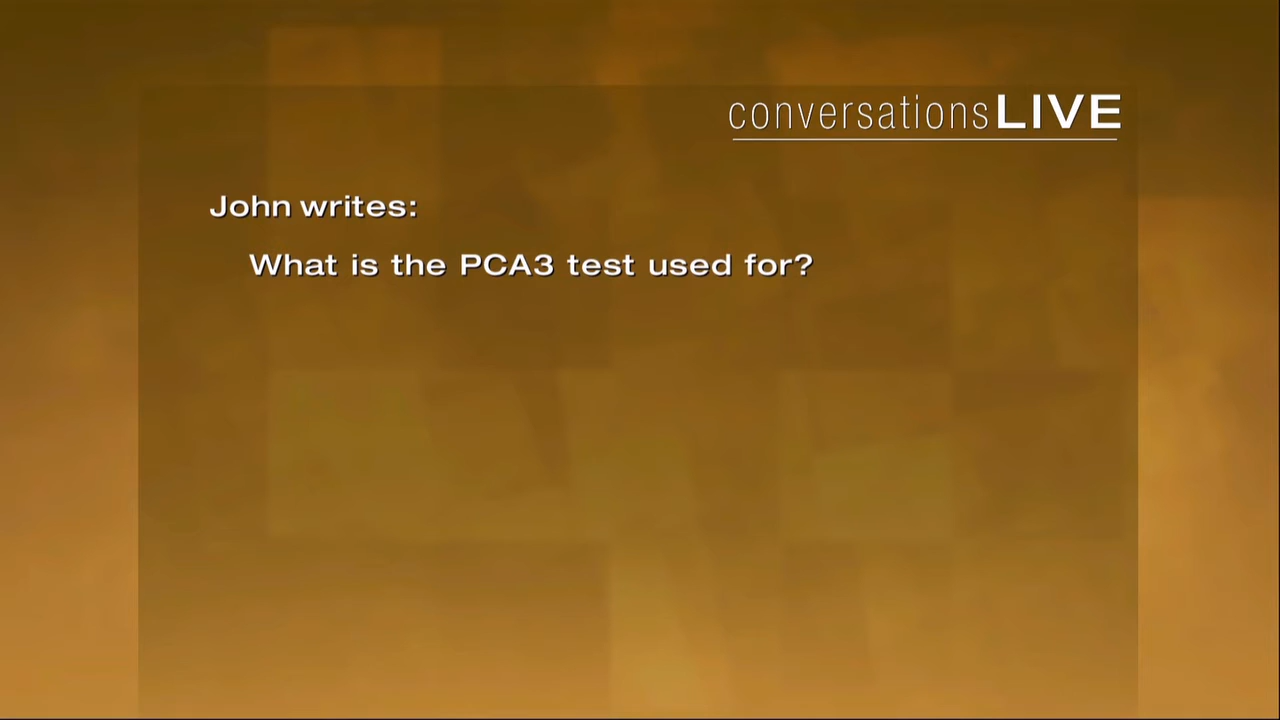 conversationsLIVE
John writes:
What is the PCA3 test used for?